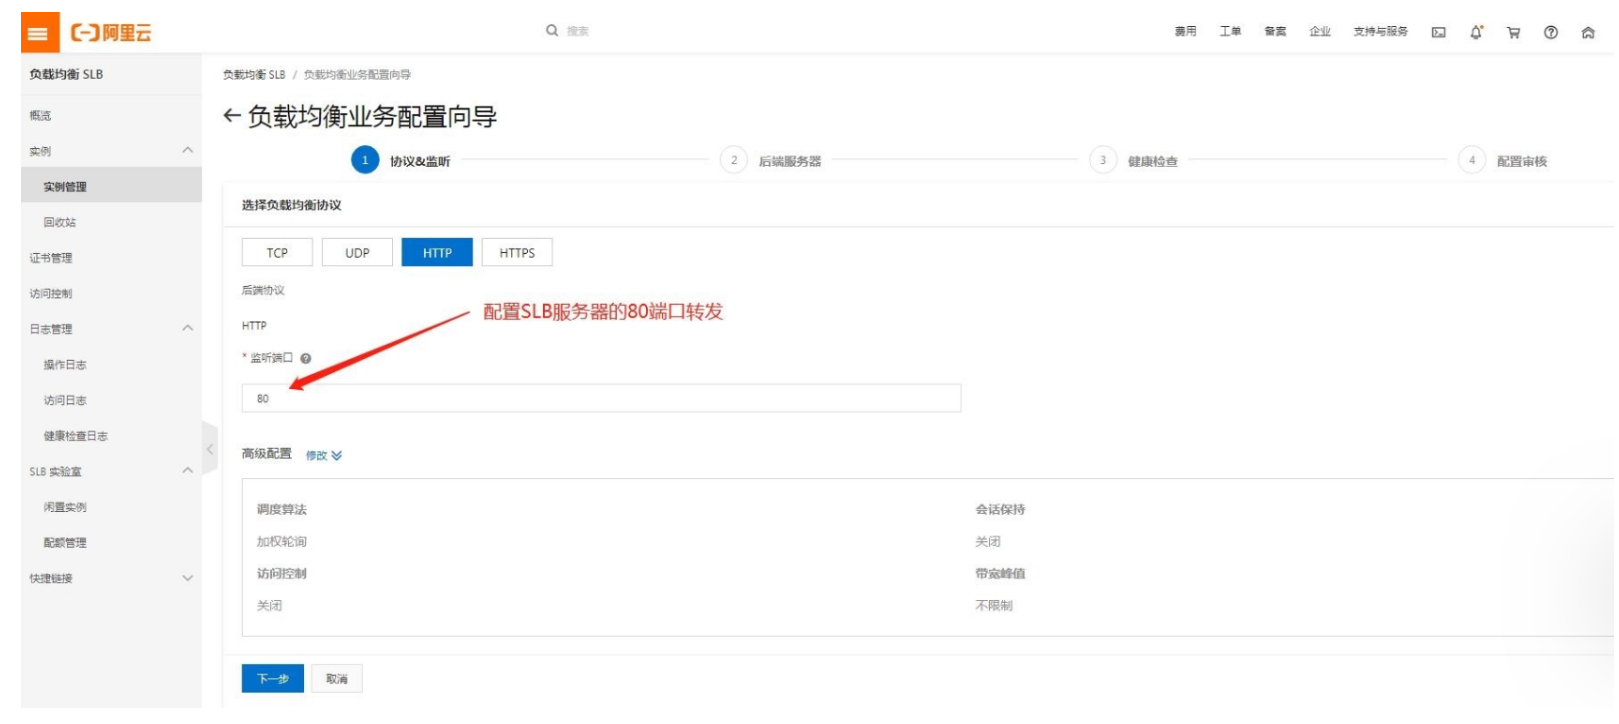 阿里云
搜索
费用 工单 备案 企业 支持与服务
负载均衡 SLB
概览
实例
实例管理
回收站
证书管理
访问控制
日志管理
操作日志
访问日志
健康检查日志
SLB 实验室
闲置实例
配额管理
快捷链接
负载均衡 SLB / 负载均衡业务配置向导
←负载均衡业务配置向导
1 协议&监听 2 后端服务器 3 健康检查 4 配置审核
选择负载均衡协议
TCP UDP HTTP HTTPS
后端协议
配置SLB服务器的80端口转发
HTTP
* 监听端口
80
高级配置 修改
调度算法 会话保持
加权轮询 关闭
访问控制 带宽峰值
关闭 不限制
下一步 取消